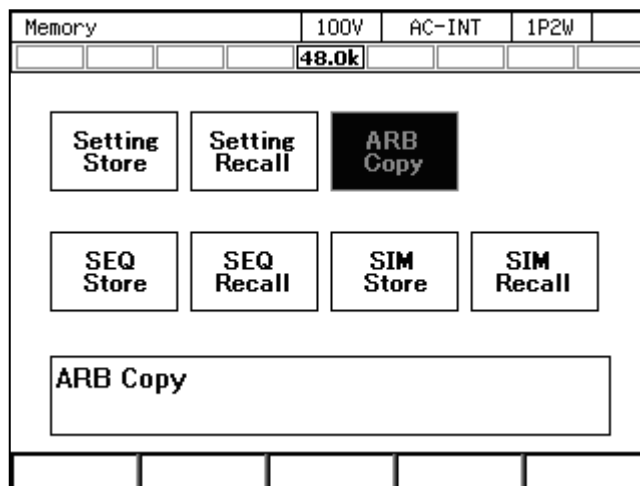 Memory 100V AC-INT 1P2W
48.0k
Setting Setting ARB
Store Recall Copy
SEQ SEQ SIM SIM
Store Recall Store Recall
ARB Copy